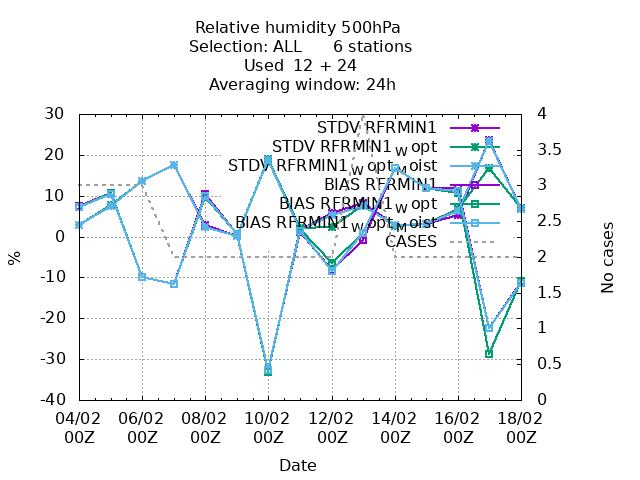 Relative humidity 500hPa
Selection: ALL      6 stations
Used  12 + 24
Averaging window: 24h
30
20
10
0
-10
-20
-30
-40
%
4
3.5
3
2.5
2
1.5
1
0.5
0
No cases
STDV RFRMIN1
STDV RFRMIN1_W opt
STDV RFRMIN1_W opt_M oist
BIAS RFRMIN1
BIAS RFRMIN1_W opt
BIAS RFRMIN1_W opt_M oist
CASES
04/02 06/02 08/02 10/02 12/02 14/02 16/02 18/02
00Z 00Z 00Z 00Z 00Z 00Z 00Z 00Z
Date